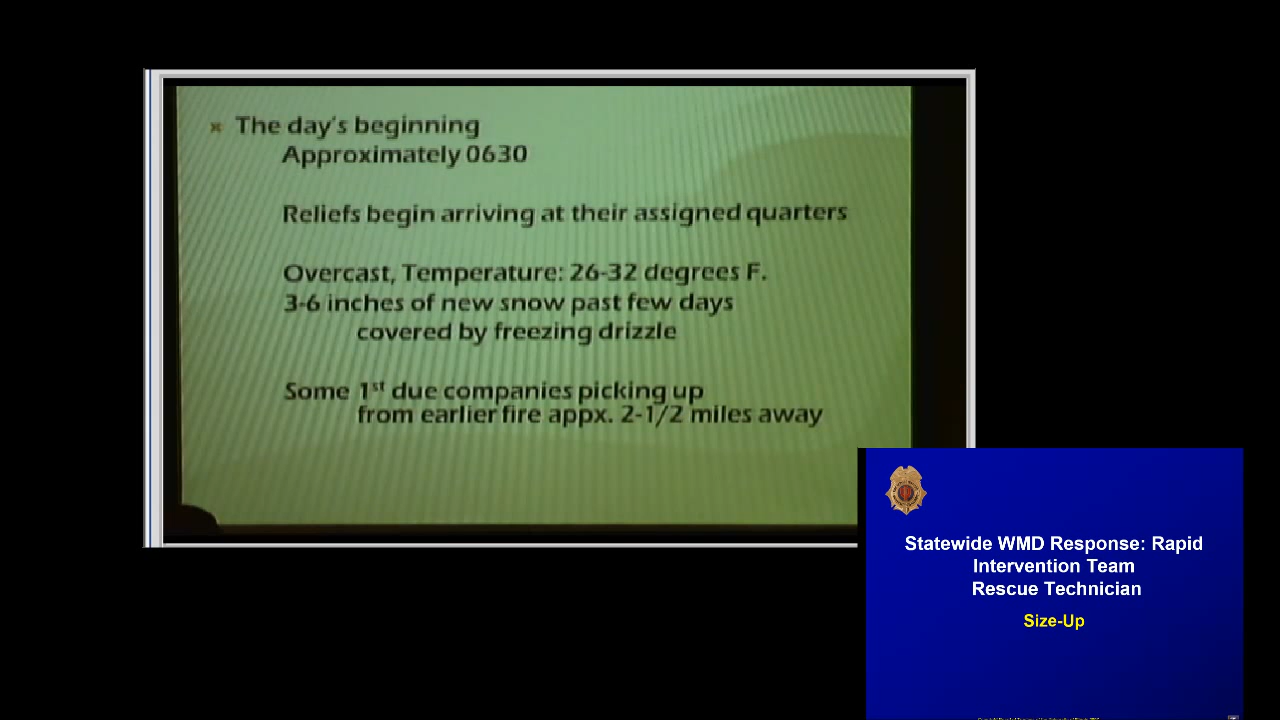 The day's beginning
Approximately 0630
Reliefs begin arriving at their assigned quarters
Overcast, Temperature: 26-32 degrees F.
3-6 inches of new snow past few days
covered by freezing drizzle
Some 1st due companies picking up
from earlier fire appx. 2-1/2 miles away
Statewide WMD Response: Rapid
Intervention Team
Rescue Technician
Size-Up